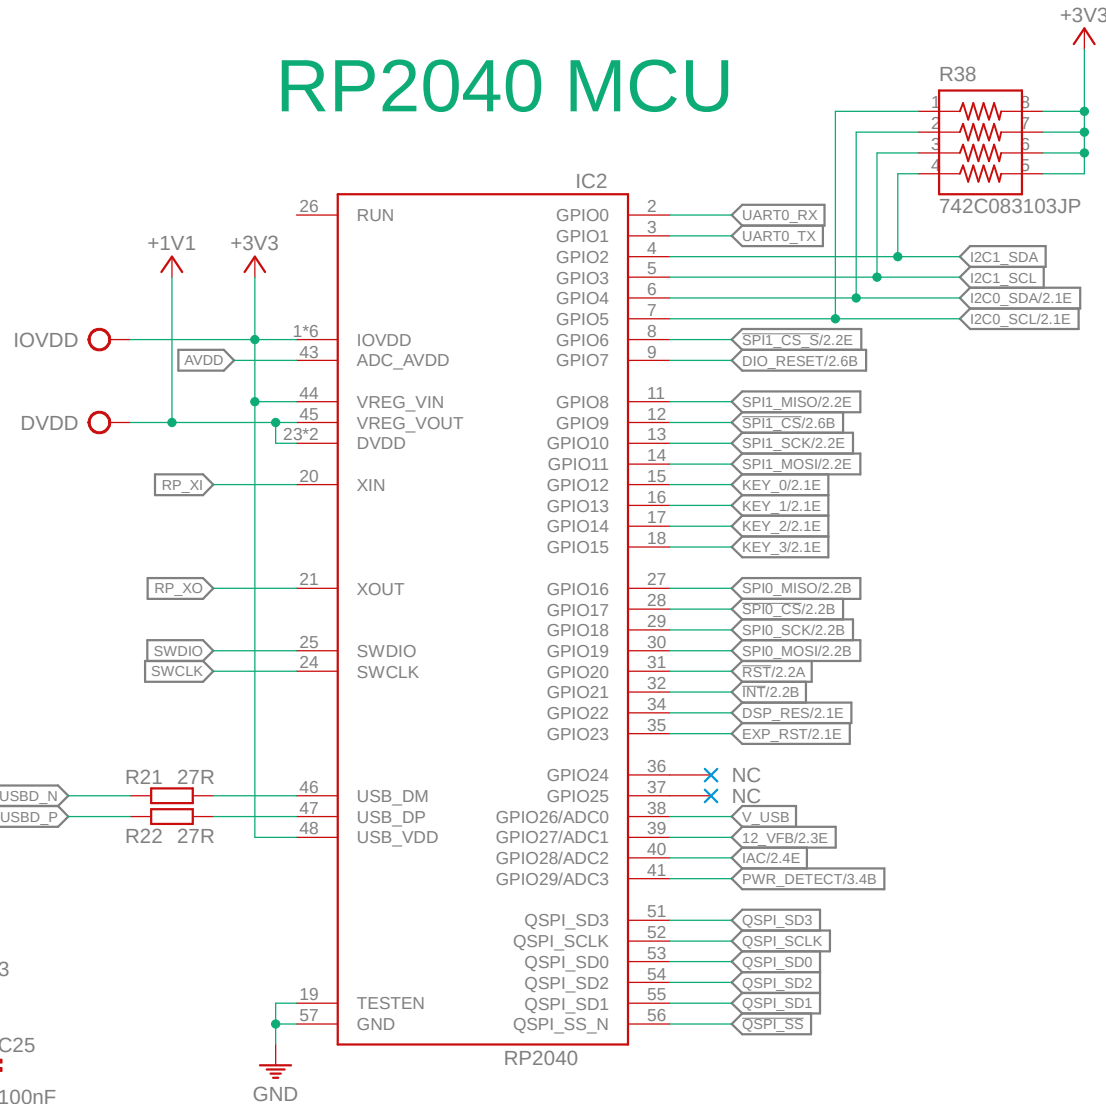 +3V3
RP2040 MCU
R38
1 8
2 7
3 6
4 5
742C083103JP
IC2
26 RUN GPIO0 2 UART0_RX
GPIO1 3 UART0_TX
+1V1 +3V3
GPIO2 4 I2C1_SDA
GPIO3 5 I2C1_SCL
GPIO4 6 I2C0_SDA/2.1E
GPIO5 7 I2C0_SCL/2.1E
IOVDD 1*6 IOVDD GPIO6 8 SPI1_CS_S/2.2E
AVDD 43 ADC_AVDD GPIO7 9 DIO_RESET/2.6B
44 VREG_VIN GPIO8 11 SPI1_MISO/2.2E
DVDD 45 VREG_VOUT GPIO9 12 SPI1_CS/2.6B
23*2 DVDD GPIO10 13 SPI1_SCK/2.2E
GPIO11 14 SPI1_MOSI/2.2E
RP_XI 20 XIN GPIO12 15 KEY_0/2.1E
GPIO13 16 KEY_1/2.1E
GPIO14 17 KEY_2/2.1E
GPIO15 18 KEY_3/2.1E
RP_XO 21 XOUT GPIO16 27 SPI0_MISO/2.2B
GPIO17 28 SPI0_CS/2.2B
GPIO18 29 SPI0_SCK/2.2B
SWDIO 25 SWDIO GPIO19 30 SPI0_MOSI/2.2B
SWCLK 24 SWCLK GPIO20 31 RST/2.2A
GPIO21 32 INT/2.2B
GPIO22 34 DSP_RES/2.1E
GPIO23 35 EXP_RST/2.1E
R21 27R GPIO24 36 NC
USBD_N 46 USB_DM GPIO25 37 NC
USBD_P 47 USB_DP GPIO26/ADC0 38 V_USB
R22 27R 48 USB_VDD GPIO27/ADC1 39 12_VFB/2.3E
GPIO28/ADC2 40 IAC/2.4E
GPIO29/ADC3 41 PWR_DETECT/3.4B
QSPI_SD3 51 QSPI_SD3
QSPI_SCLK 52 QSPI_SCLK
3 QSPI_SD0 53 QSPI_SD0
QSPI_SD2 54 QSPI_SD2
19 TESTEN QSPI_SD1 55 QSPI_SD1
57 GND QSPI_SS_N 56 QSPI_SS
C25
RP2040
100nF
GND